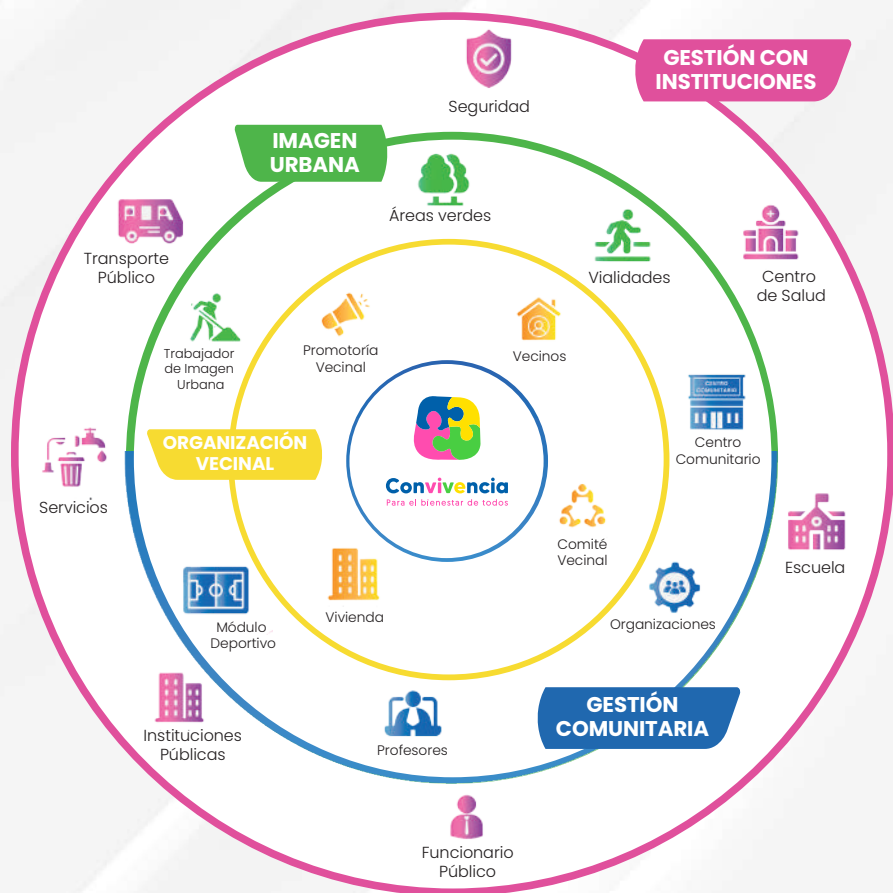 GESTIÓN CON
INSTITUCIONES
Seguridad
IMAGEN
URBANA
Áreas verdes
Transporte
Público
Vialidades
Centro
de Salud
Trabajador
de Imagen
Urbana
Promotoría
Vecinal
Vecinos
CENTRO
COMUNITARIO
Centro
Comunitario
ORGANIZACIÓN
VECINAL
Convivencia
Para el bienestar de todos
Servicios
Comité
Vecinal
Escuela
Vivienda
Módulo
Deportivo
Organizaciones
Instituciones
Públicas
Profesores
GESTIÓN
COMUNITARIA
Funcionario
Público